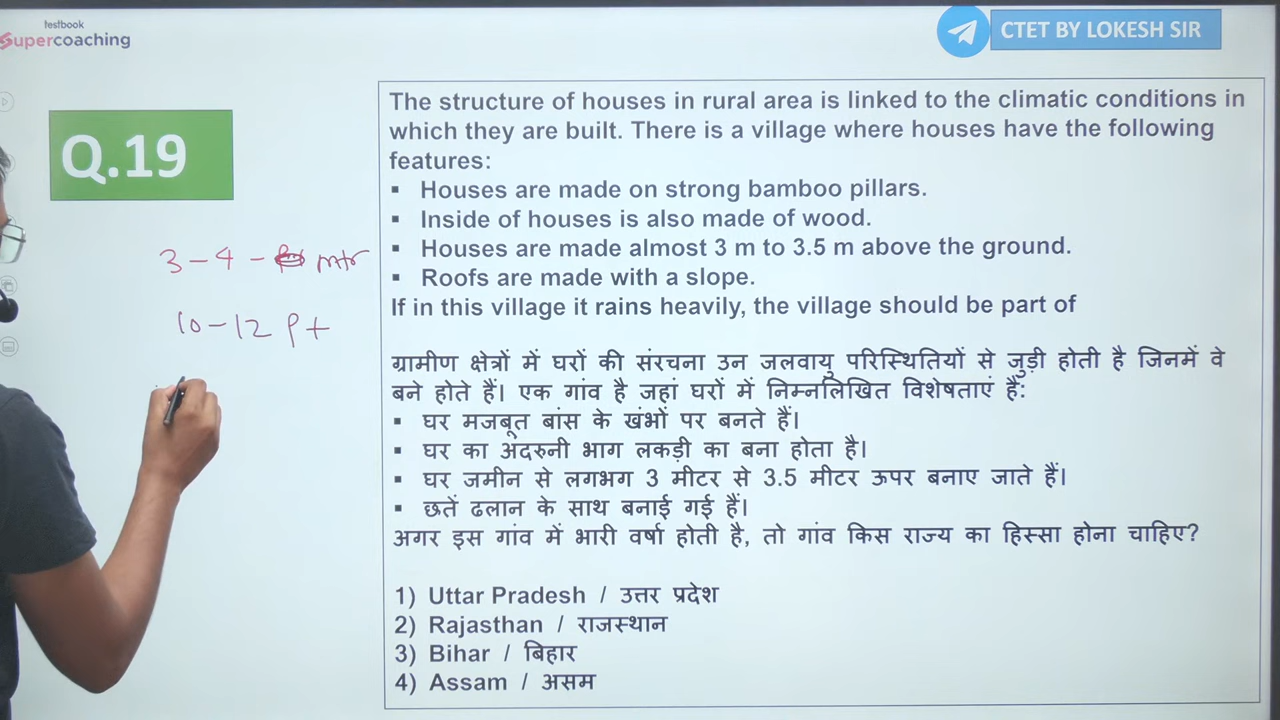 testbook
Supercoaching
CTET BY LOKESH SIR
Q.19
3-4- mtr
10-12 Pt
The structure of houses in rural area is linked to the climatic conditions in
which they are built. There is a village where houses have the following
features:
▪ Houses are made on strong bamboo pillars.
▪ Inside of houses is also made of wood.
▪ Houses are made almost 3 m to 3.5 m above the ground.
▪ Roofs are made with a slope.
If in this village it rains heavily, the village should be part of
ग्रामीण क्षेत्रों में घरों की संरचना उन जलवायु परिस्थितियों से जुड़ी होती है जिनमें वे
बने होते हैं। एक गांव है जहां घरों में निम्नलिखित विशेषताएं हैं:
▪ घर मजबूत बांस के खंभों पर बनते हैं।
▪ घर का अंदरुनी भाग लकड़ी का बना होता है।
▪ घर जमीन से लगभग 3 मीटर से 3.5 मीटर ऊपर बनाए जाते हैं।
▪ छतें ढलान के साथ बनाई गई हैं।
अगर इस गांव में भारी वर्षा होती है, तो गांव किस राज्य का हिस्सा होना चाहिए?
1) Uttar Pradesh / उत्तर प्रदेश
2) Rajasthan / राजस्थान
3) Bihar / बिहार
4) Assam / असम